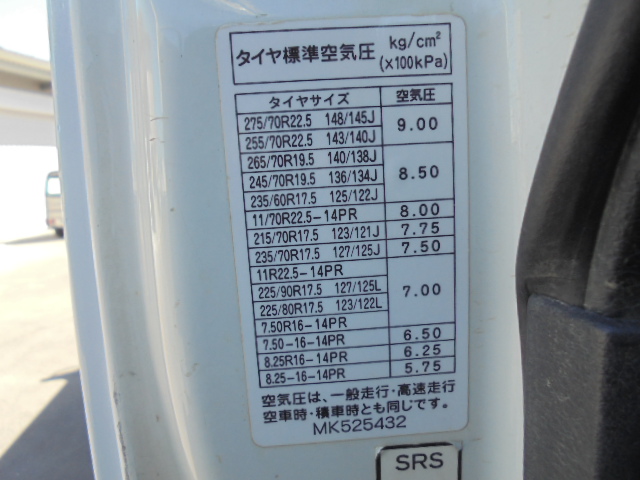 タイヤ標準空気圧 kg/cm² (×100kPa)
タイヤサイズ 空気圧
275/70R22.5 148/145J 9.00
255/70R22.5 143/140J
265/70R19.5 140/138J 8.50
245/70R19.5 136/134J
235/60R17.5 125/122J
11/70R22.5-14PR 8.00
215/70R17.5 123/121J 7.75
235/70R17.5 127/125J 7.50
11R22.5-14PR 7.00
225/90R17.5 127/125L
225/80R17.5 123/122L
7.50R16-14PR
7.50-16-14PR 6.50
8.25R16-14PR 6.25
8.25-16-14PR 5.75
空気圧は、一般走行・高速走行
空車時・積車時とも同じです。
MK525432
SRS